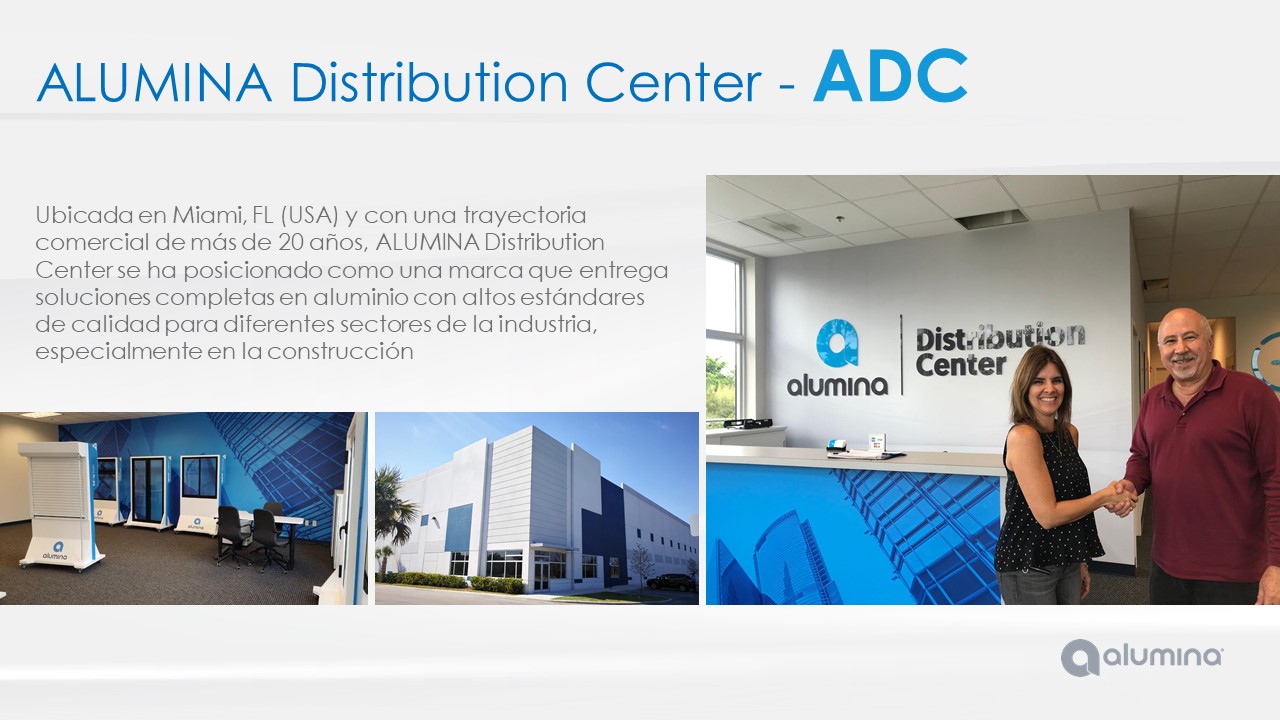 ALUMINA Distribution Center - ADC
Ubicada en Miami, FL (USA) y con una trayectoria
comercial de más de 20 años, ALUMINA Distribution
Center se ha posicionado como una marca que entrega
soluciones completas en aluminio con altos estándares
de calidad para diferentes sectores de la industria,
especialmente en la construcción
alumina
Distribution
Center
alumina
alumina
alumina